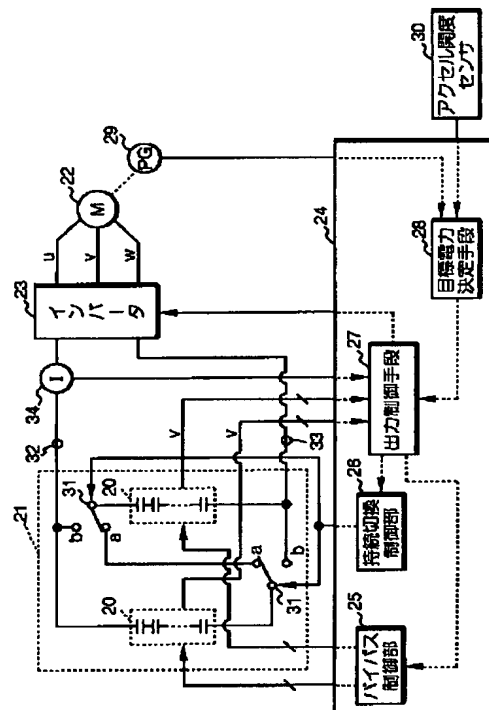 21
32
34
23
インバータ
I
u
v
w
22
M
29
PG
31
b
a
20
20
v
v
a
b
31
33
24
25
バイパス
制御部
26
持続切換
制御部
27
出力制御手段
28
目標電力
決定手段
30
アクセル開度
センサ